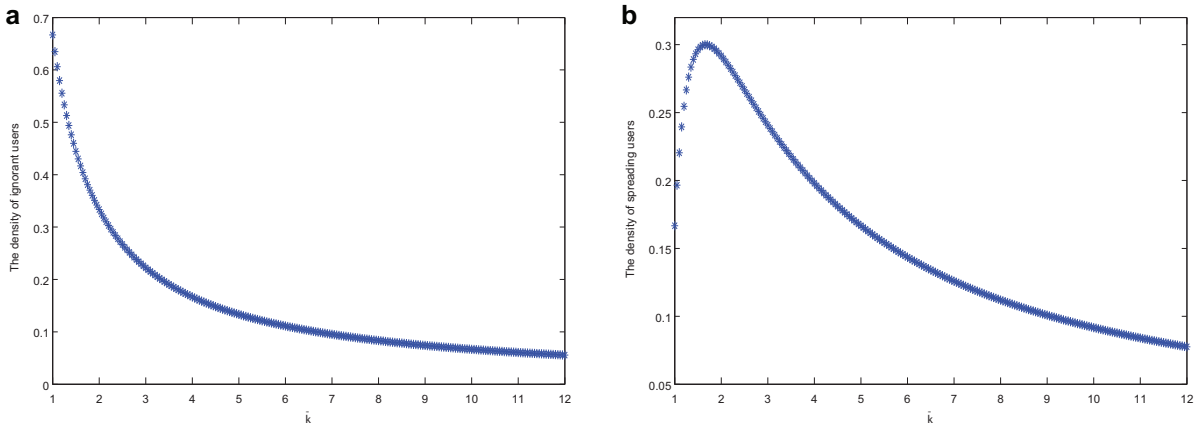 a
0.7
0.6
0.5
0.4
0.3
0.2
0.1
0
The density of ignorant users
1 2 3 4 5 6 7 8 9 10 11 12
k̄
b
0.3
0.25
0.2
0.15
0.1
0.05
The density of spreading users
1 2 3 4 5 6 7 8 9 10 11 12
k̄